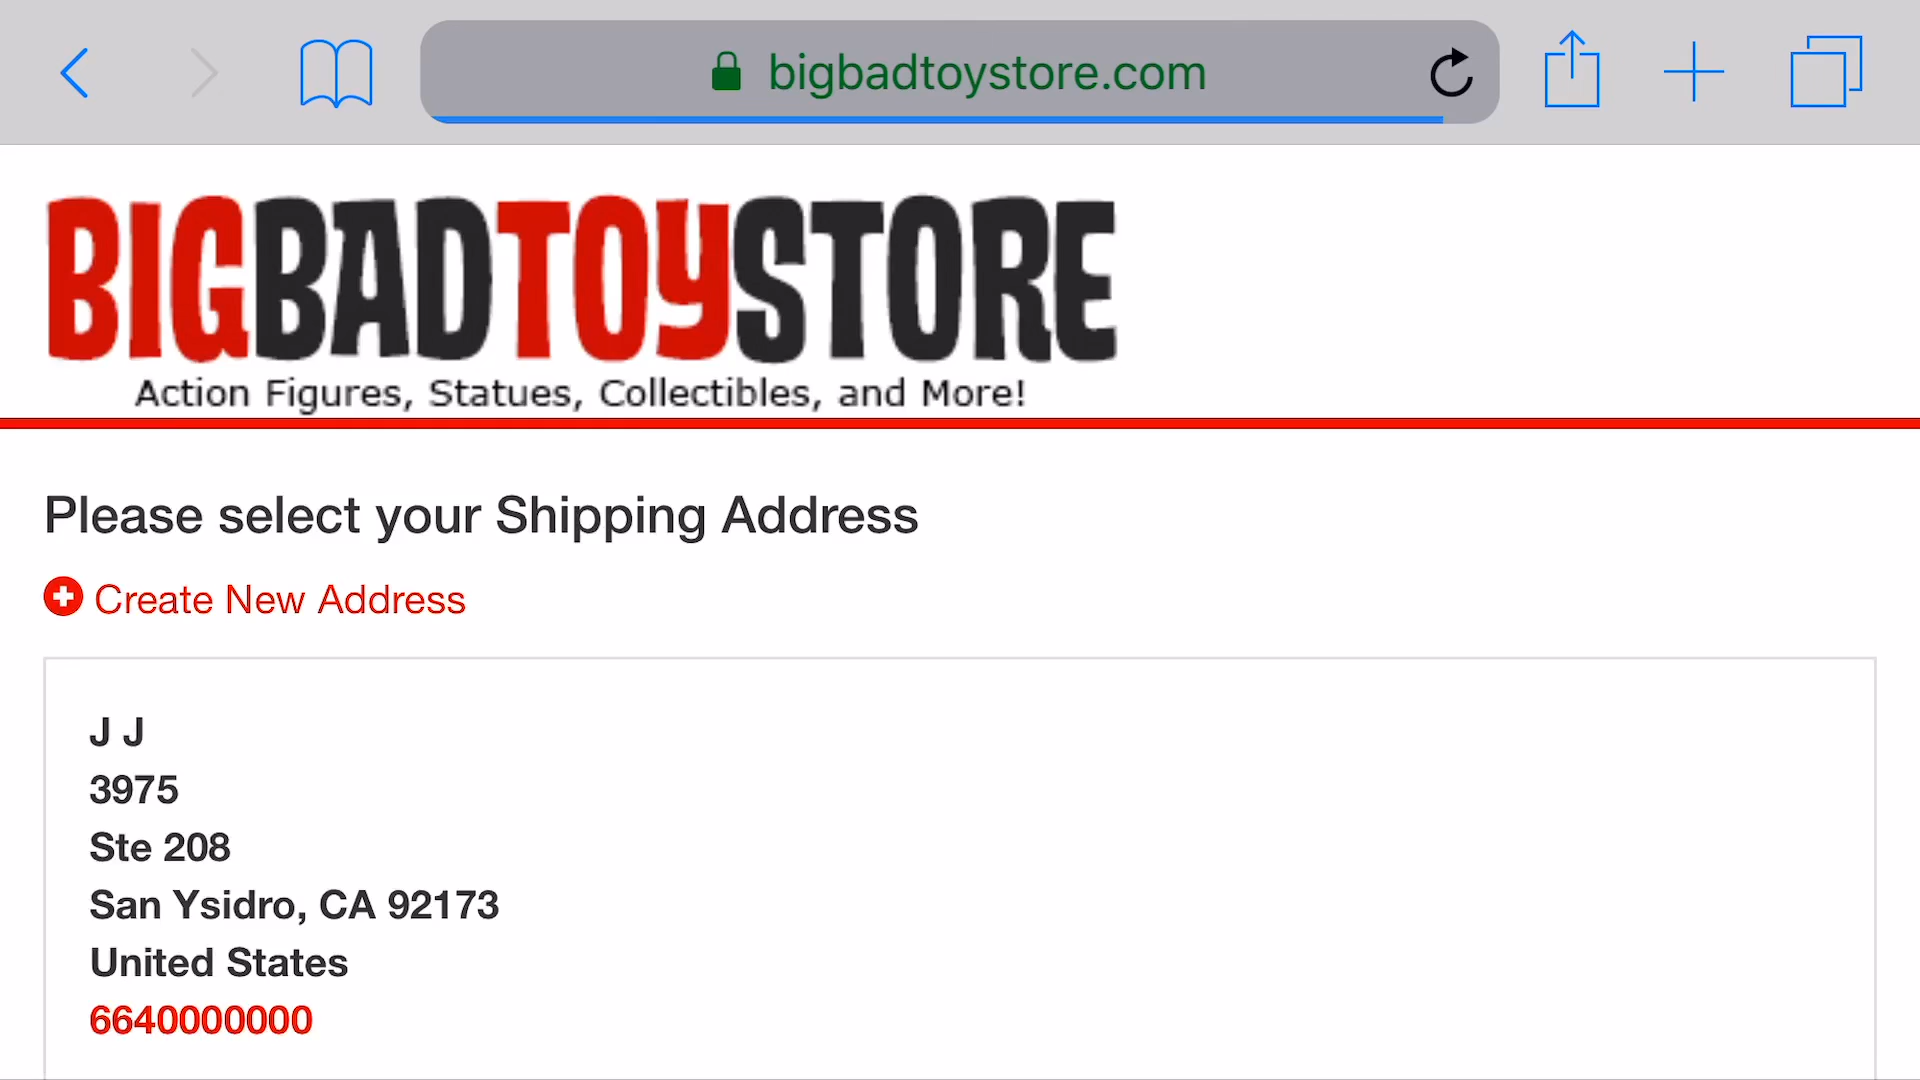 bigbadtoystore.com
BIGBADTOYSTORE
Action Figures, Statues, Collectibles, and More!
Please select your Shipping Address
Create New Address
J J
3975
Ste 208
San Ysidro, CA 92173
United States
6640000000